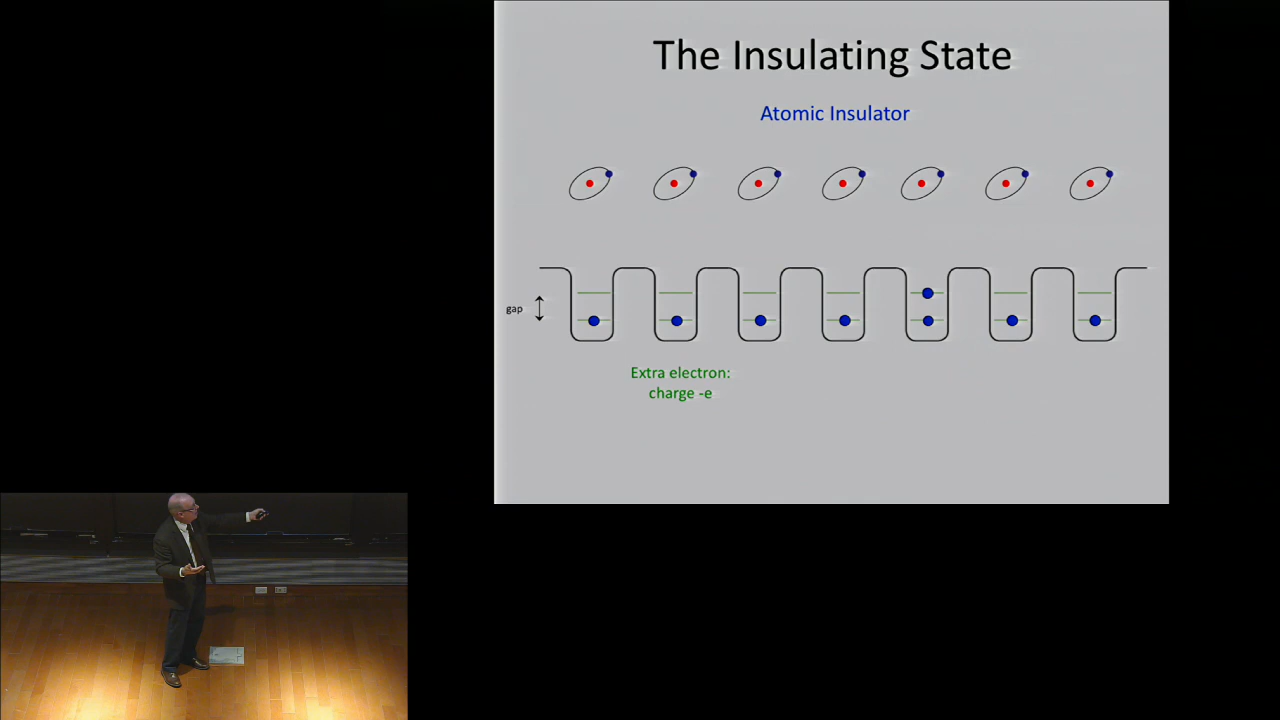 The Insulating State
Atomic Insulator
gap
Extra electron:
charge -e